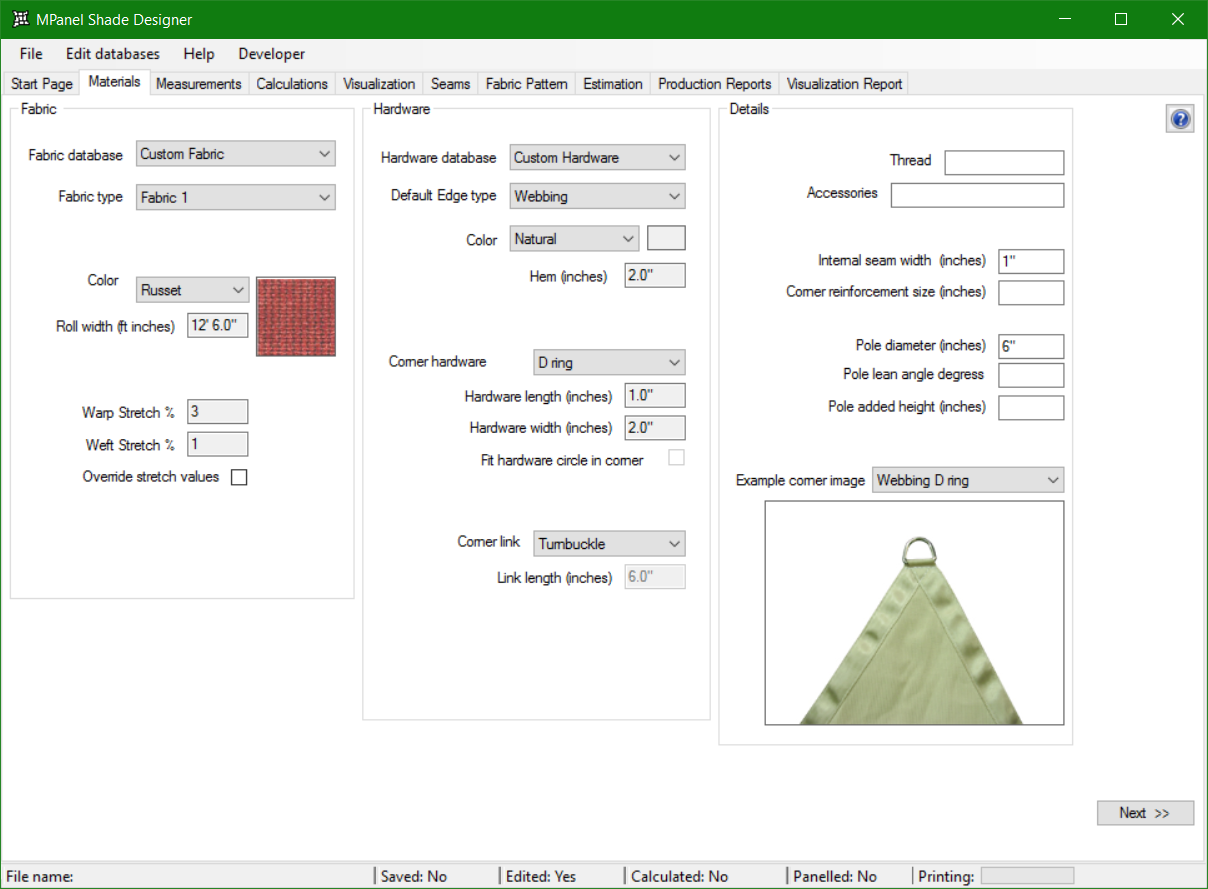 MPanel Shade Designer
File Edit databases Help Developer
Start Page Materials Measurements Calculations Visualization Seams Fabric Pattern Estimation Production Reports Visualization Report
Fabric
Fabric database Custom Fabric
Fabric type Fabric 1
Color Russet
Roll width (ft inches) 12' 6.0"
Warp Stretch % 3
Weft Stretch % 1
Override stretch values
Hardware
Hardware database Custom Hardware
Default Edge type Webbing
Color Natural
Hem (inches) 2.0"
Corner hardware D ring
Hardware length (inches) 1.0"
Hardware width (inches) 2.0"
Fit hardware circle in corner
Corner link Turnbuckle
Link length (inches) 6.0"
Details
Thread
Accessories
Internal seam width (inches) 1"
Corner reinforcement size (inches)
Pole diameter (inches) 6"
Pole lean angle degress
Pole added height (inches)
Example corner image Webbing D ring
?
Next >>
File name: Saved: No Edited: Yes Calculated: No Panelled: No Printing: